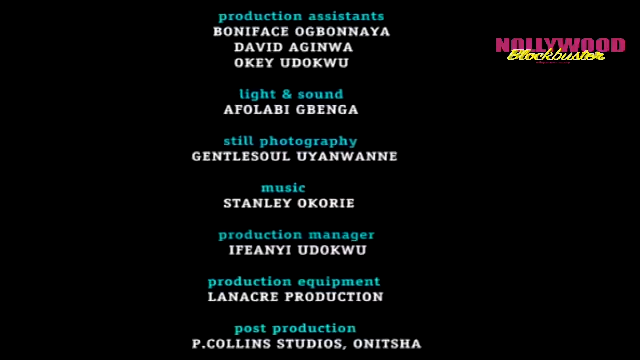 production assistants
BONIFACE OGBONNAYA
DAVID AGINWA
OKEY UDOKWU
light & sound
AFOLABI GBENGA
still photography
GENTLESOUL UYANWANNE
music
STANLEY OKORIE
production manager
IFEANYI UDOKWU
production equipment
LANACRE PRODUCTION
post production
P.COLLINS STUDIOS, ONITSHA
NOLLYWOOD
Blockbuster